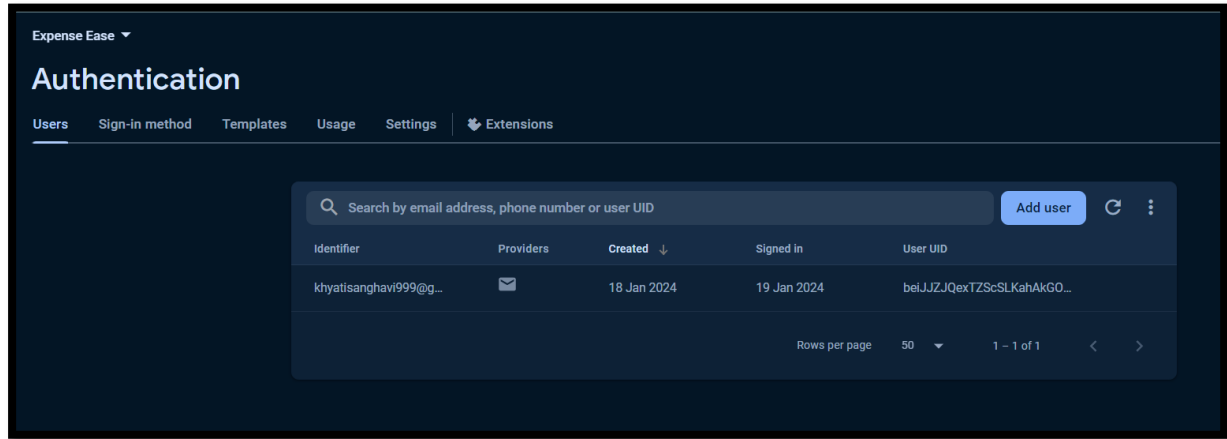 Expense Ease
Authentication
Users Sign-in method Templates Usage Settings Extensions
Search by email address, phone number or user UID Add user
Identifier Providers Created Signed in User UID
khyatisanghavi999@g... 18 Jan 2024 19 Jan 2024 beiJJZJQexTZScSLKahAkGO...
Rows per page 50 1 – 1 of 1